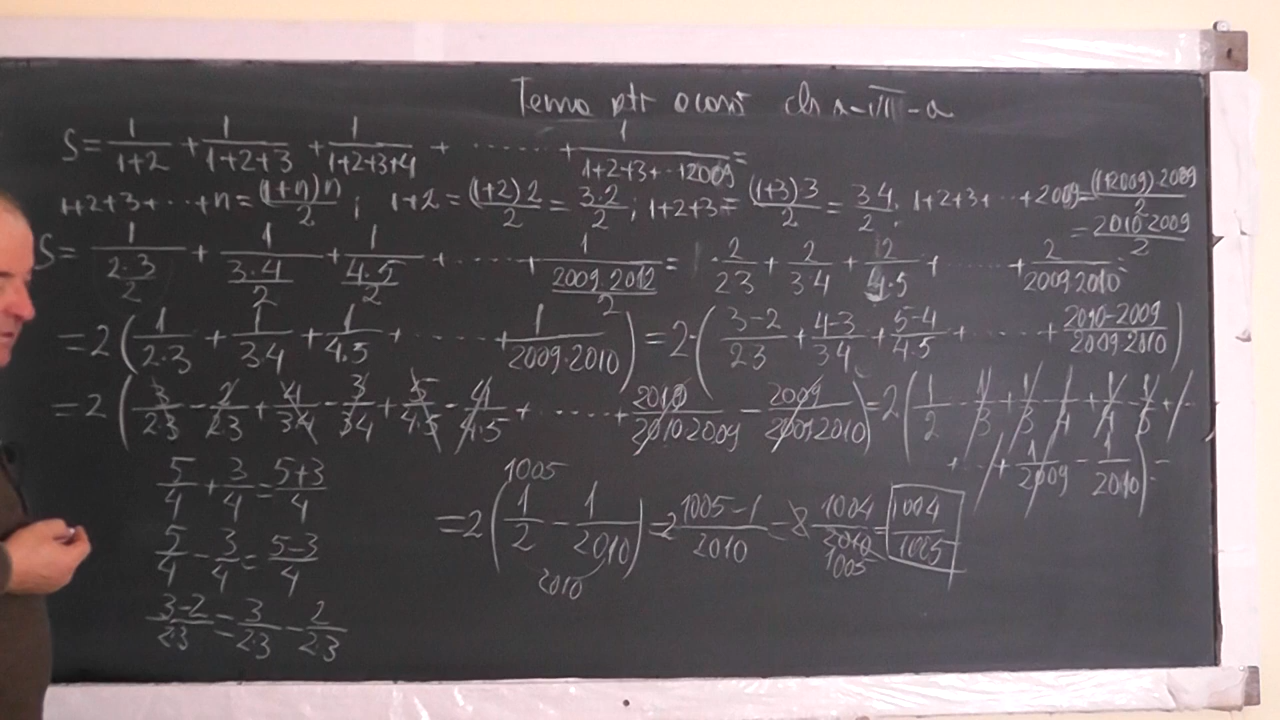 Tema ptr acasă cls a-VII-a
S = 1/(1+2) + 1/(1+2+3) + 1/(1+2+3+4) + ...... + 1/(1+2+3+...+2009) =
1+2+3+...+n = (1+n)n/2 ; 1+2 = (1+2)2/2 = 3·2/2 ; 1+2+3 = (1+3)3/2 = 3·4/2 ; 1+2+3+...+2009 = (1+2009)·2009/2
= 2010·2009/2
S = 1/(2·3/2) + 1/(3·4/2) + 1/(4·5/2) + ...... + 1/(2009·2012/2) = 2/(2·3) + 2/(3·4) + 2/(4·5) + ...... + 2/(2009·2010) =
= 2(1/(2·3) + 1/(3·4) + 1/(4·5) + ...... + 1/(2009·2010)) = 2·((3-2)/(2·3) + (4-3)/(3·4) + (5-4)/(4·5) + ...... + (2010-2009)/(2009·2010))
= 2(3/(2·3) - 2/(2·3) + 4/(3·4) - 3/(3·4) + 5/(4·5) - 4/(4·5) + ...... + 2010/(2010·2009) - 2009/(2009·2010)) = 2(1/2 - 1/3 + 1/3 - 1/4 + 1/4 - 1/5 +
+ ... + 1/2009 - 1/2010) =
5/4 + 3/4 = (5+3)/4
1005
= 2(1/2 - 1/2010) = 2 (1005-1)/2010 = 2 1004/2010 = 1004/1005
2010
1005
5/4 - 3/4 = (5-3)/4
(3-2)/(2·3) = 3/(2·3) - 2/(2·3)